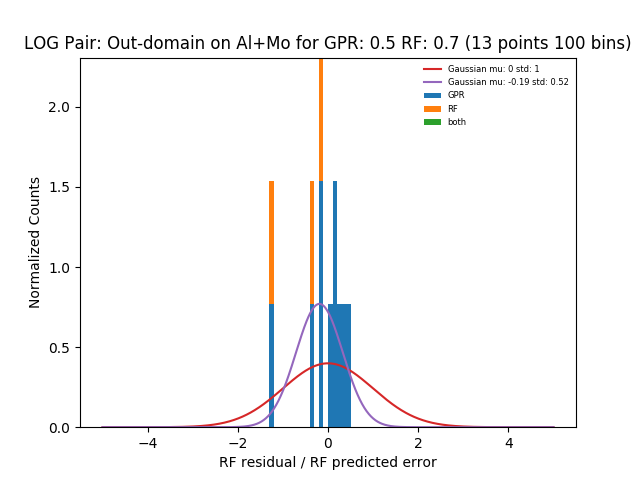 LOG Pair: Out-domain on Al+Mo for GPR: 0.5 RF: 0.7 (13 points 100 bins)
Gaussian mu: 0 std: 1
Gaussian mu: -0.19 std: 0.52
GPR
RF
both
2.0
1.5
1.0
0.5
0.0
Normalized Counts
−4
−2
0
2
4
RF residual / RF predicted error